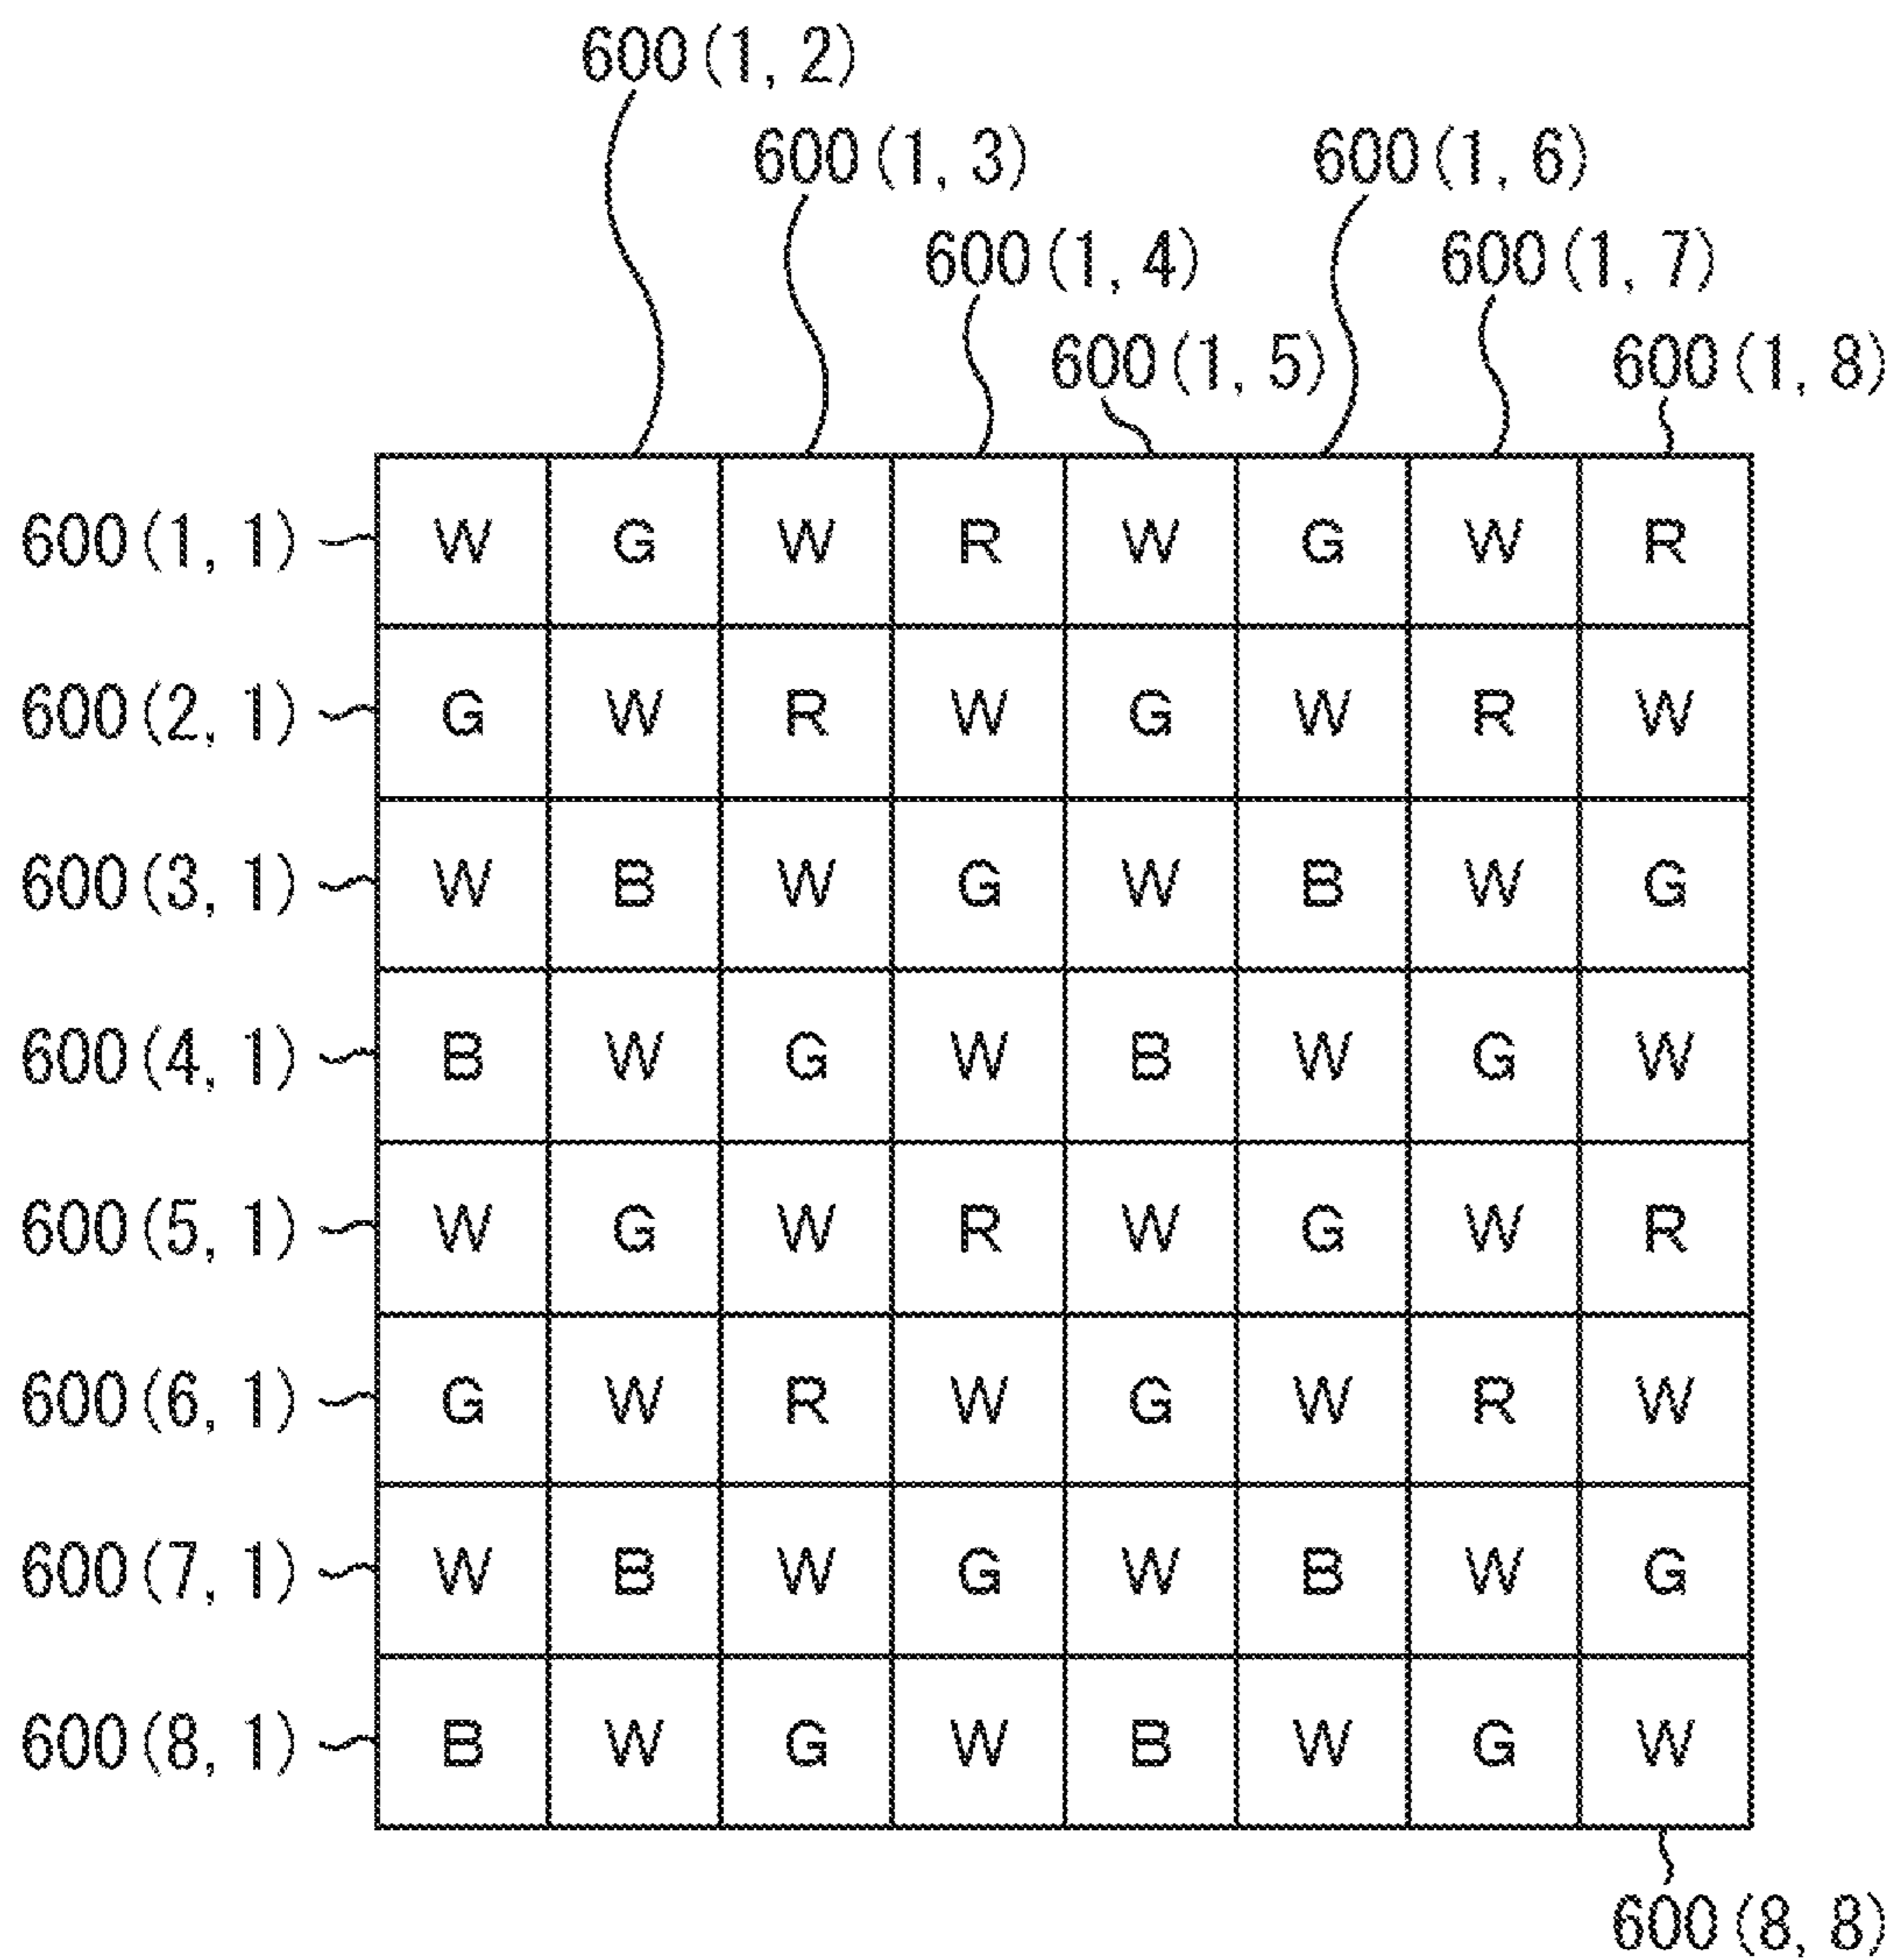 600(1, 2)
600(1, 3)
600(1, 6)
600(1, 4)
600(1, 7)
600(1, 5)
600(1, 8)
600(1, 1) W G W R W G W R
600(2, 1) G W R W G W R W
600(3, 1) W B W G W B W G
600(4, 1) B W G W B W G W
600(5, 1) W G W R W G W R
600(6, 1) G W R W G W R W
600(7, 1) W B W G W B W G
600(8, 1) B W G W B W G W
600(8, 8)